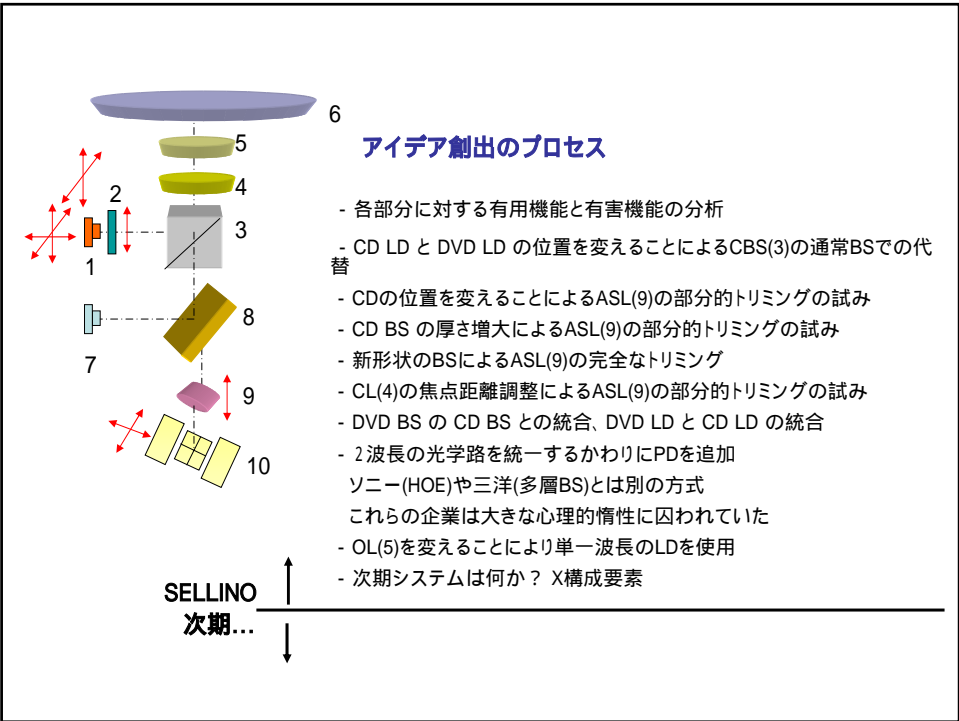 6
5
アイデア創出のプロセス
4
2
- 各部分に対する有用機能と有害機能の分析
3
- CD LD と DVD LD の位置を変えることによるCBS(3)の通常BSでの代
替
1
- CDの位置を変えることによるASL(9)の部分的トリミングの試み
8
- CD BS の厚さ増大によるASL(9)の部分的トリミングの試み
7
- 新形状のBSによるASL(9)の完全なトリミング
9
- CL(4)の焦点距離調整によるASL(9)の部分的トリミングの試み
- DVD BS の CD BS との統合、DVD LD と CD LD の統合
10
- 2波長の光学路を統一するかわりにPDを追加
ソニー(HOE)や三洋(多層BS)とは別の方式
これらの企業は大きな心理的惰性に囚われていた
- OL(5)を変えることにより単一波長のLDを使用
- 次期システムは何か? X構成要素
SELLINO
次期...